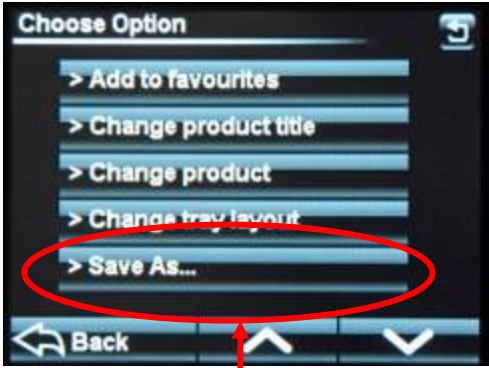 Choose Option
> Add to favourites
> Change product title
> Change product
> Change tray layout
> Save As...
Back